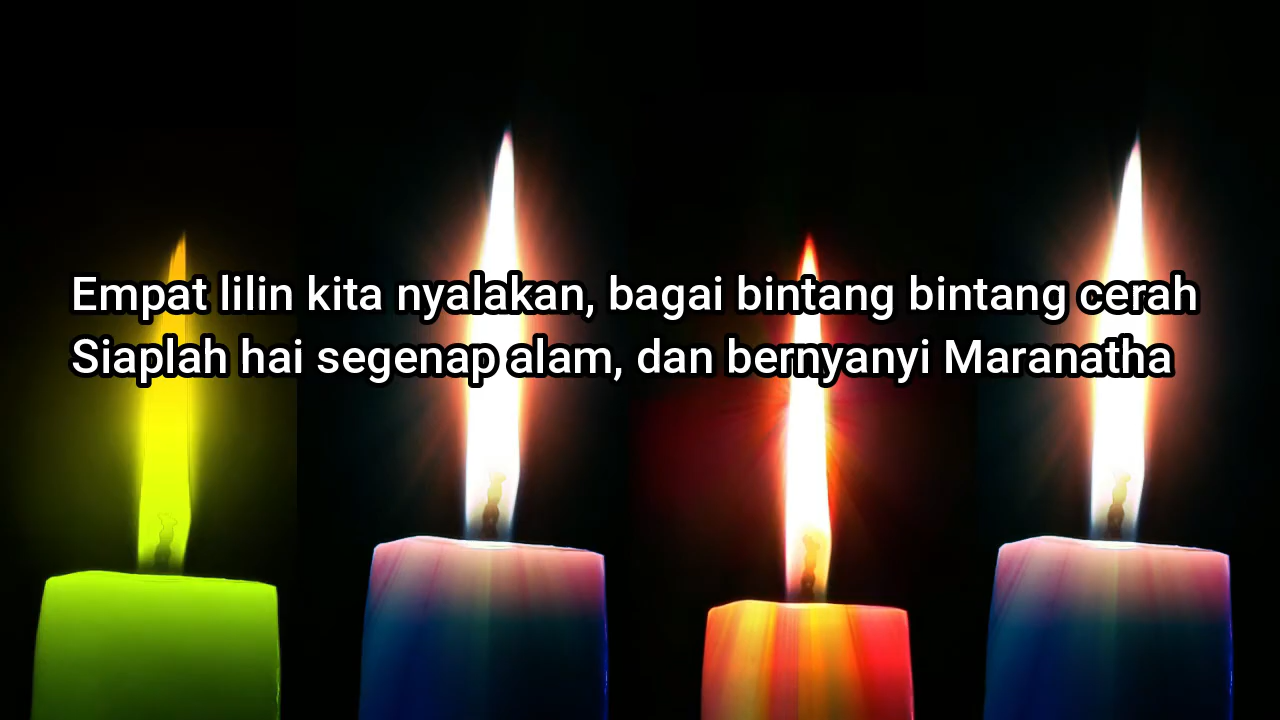 Empat lilin kita nyalakan, bagai bintang bintang cerah
Siaplah hai segenap alam, dan bernyanyi Maranatha